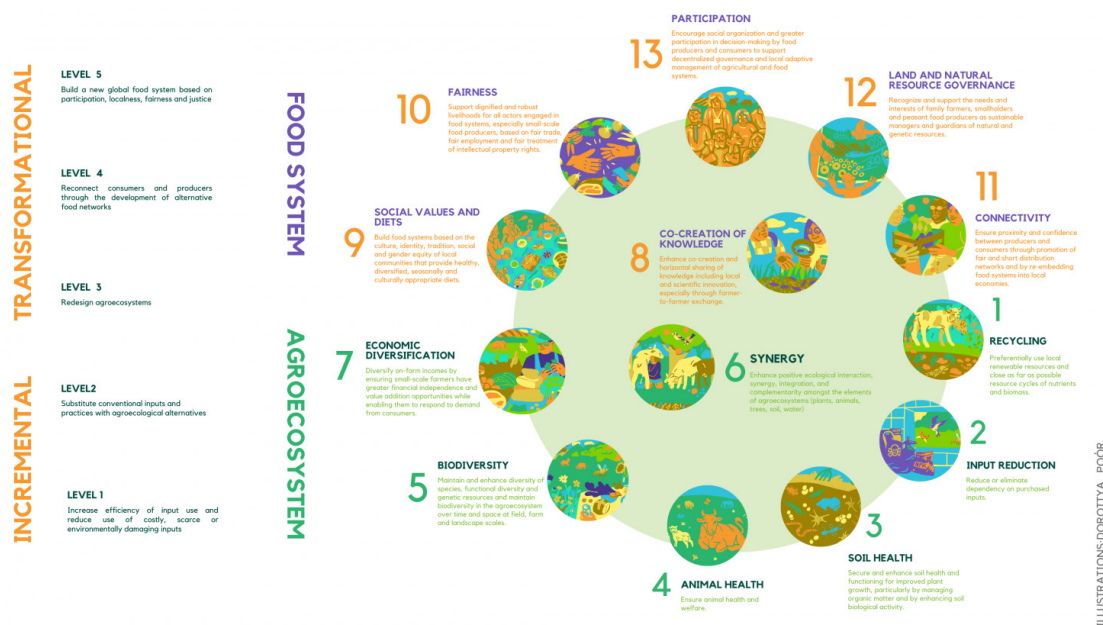 TRANSFORMATIONAL
INCREMENTAL
LEVEL 5
Build a new global food system based on
participation, localness, fairness and justice
LEVEL 4
Reconnect consumers and producers
through the development of alternative
food networks
LEVEL 3
Redesign agroecosystems
LEVEL2
Substitute conventional inputs and
practices with agroecological alternatives
LEVEL 1
Increase efficiency of input use and
reduce use of costly, scarce or
environmentally damaging inputs
FOOD SYSTEM
AGROECOSYSTEM
13
PARTICIPATION
Encourage social organization and greater
participation in decision-making by food
producers and consumers to support
decentralized governance and local adaptive
management of agricultural and food
systems.
12
LAND AND NATURAL
RESOURCE GOVERNANCE
Recognize and support the needs and
interests of family farmers, smallholders
and peasant food producers as sustainable
managers and guardians of natural and
genetic resources.
10
FAIRNESS
Support dignified and robust
livelihoods for all actors engaged in
food systems, especially small-scale
food producers, based on fair trade,
fair employment and fair treatment
of intellectual property rights.
11
CONNECTIVITY
Ensure proximity and confidence
between producers and
consumers through promotion of
fair and short distribution
networks and by re-embedding
food systems into local
economies.
9
SOCIAL VALUES AND
DIETS
Build food systems based on the
culture, identity, tradition, social
and gender equity of local
communities that provide healthy,
diversified, seasonally and
culturally appropriate diets.
8
CO-CREATION OF
KNOWLEDGE
Enhance co-creation and
horizontal sharing of
knowledge including local
and scientific innovation,
especially through farmer-
to-farmer exchange.
1
RECYCLING
Preferentially use local
renewable resources and
close as far as possible
resource cycles of nutrients
and biomass.
7
ECONOMIC
DIVERSIFICATION
Diversify on-farm incomes by
ensuring small-scale farmers have
greater financial independence and
value addition opportunities while
enabling them to respond to demand
from consumers.
6
SYNERGY
Enhance positive ecological interaction,
synergy, integration, and
complementarity amongst the elements
of agroecosystems (plants, animals,
trees, soil, water)
2
INPUT REDUCTION
Reduce or eliminate
dependency on purchased
inputs.
5
BIODIVERSITY
Maintain and enhance diversity of
species, functional diversity and
genetic resources and maintain
biodiversity in the agroecosystem
over time and space at field, farm
and landscape scales.
3
SOIL HEALTH
Secure and enhance soil health and
functioning for improved plant
growth, particularly by managing
organic matter and by enhancing soil
biological activity.
4
ANIMAL HEALTH
Ensure animal health and
welfare.
ILLUSTRATIONS:DOROTTYA POÓR